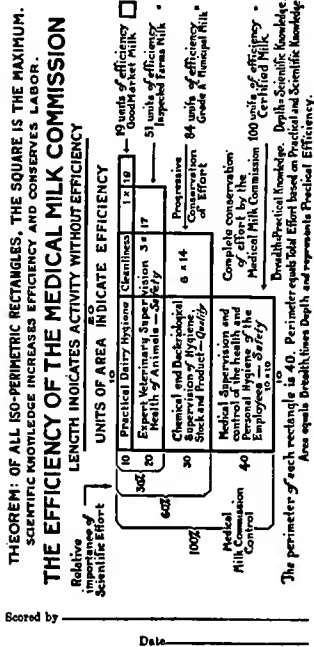 THEOREM: OF ALL ISO-PERIMETRIC RECTANGLES, THE SQUARE IS THE MAXIMUM.
SCIENTIFIC KNOWLEDGE INCREASES EFFICIENCY AND CONSERVES LABOR.
THE EFFICIENCY OF THE MEDICAL MILK COMMISSION
LENGTH INDICATES ACTIVITY WITHOUT EFFICIENCY
UNITS OF AREA INDICATE EFFICIENCY
Relative
importance of
Scientific Effort
20
10
10 Practical Dairy Hygiene Cleanliness 1 x 19
19 units of efficiency
Good Market Milk
30%
20 Expert Veterinary Supervision 3 x 17
Health of Animals—Safety
51 units of efficiency
Inspected Farms Milk
60%
30 Chemical and Bacteriological
Supervision of Hygiene,
Stock and Product—Quality
6 x 14
Progressive
Conservation
of Effort
84 units of efficiency
Grade A Municipal Milk
100%
40 Medical Supervision and
control of the health and
Personal Hygiene of the
Employees—Safety
10 x 10
Complete conservation
of effort by the
Medical Milk Commission
100 units of efficiency
Certified Milk
Medical
Milk Commission
Control
10
Breadth=Practical Knowledge. Depth=Scientific Knowledge
The perimeter of each rectangle is 40. Perimeter equals Total Effort based on Practical and Scientific Knowledge
Area equals Breadth times Depth and represents Practical Efficiency.
Scored by
Date